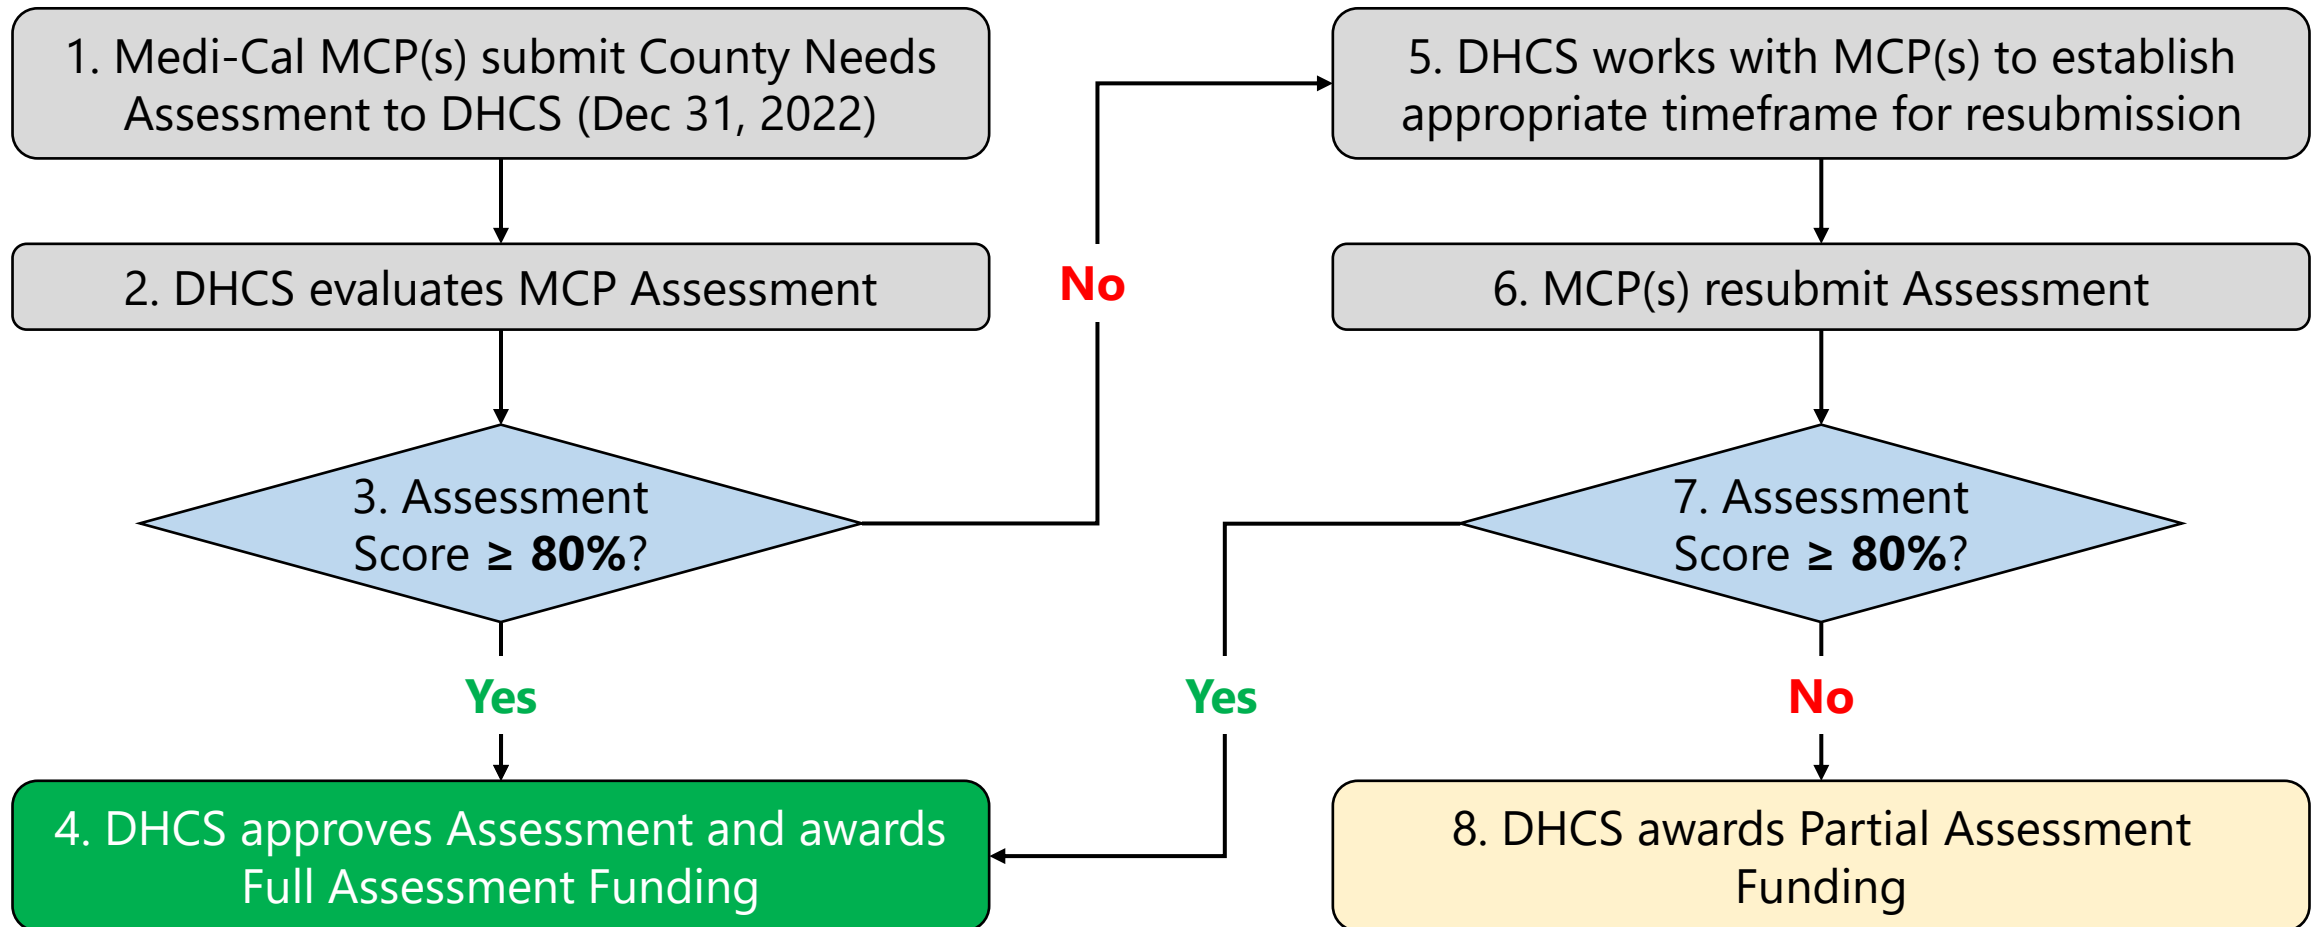 1. Medi-Cal MCP(s) submit County Needs
Assessment to DHCS (Dec 31, 2022)
2. DHCS evaluates MCP Assessment
3. Assessment
Score ≥ 80%?
Yes
4. DHCS approves Assessment and awards
Full Assessment Funding
No
5. DHCS works with MCP(s) to establish
appropriate timeframe for resubmission
6. MCP(s) resubmit Assessment
7. Assessment
Score ≥ 80%?
Yes
No
8. DHCS awards Partial Assessment
Funding